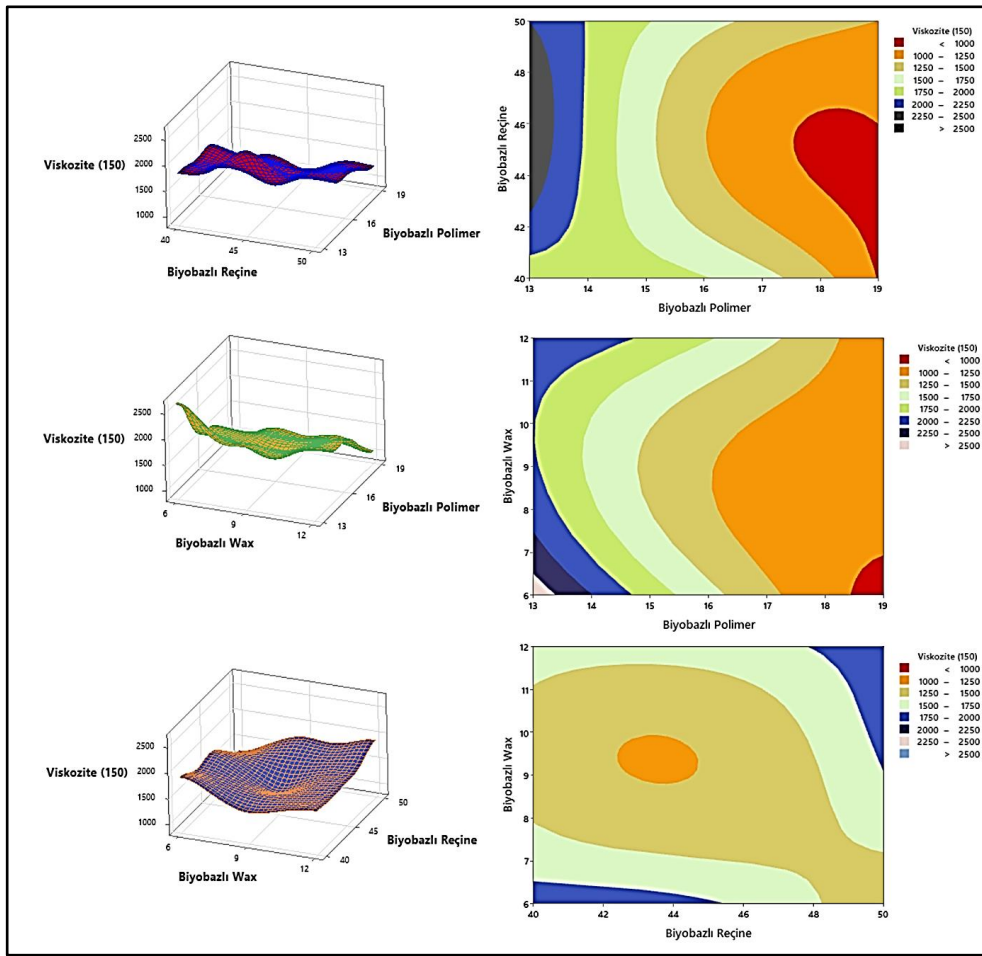 Viskozite (150)
2500
2000
1500
1000
40
45
50
13
16
19
Biyobazlı Reçine
Biyobazlı Polimer
50
48
46
44
42
40
13
14
15
16
17
18
19
Biyobazlı Reçine
Biyobazlı Polimer
Viskozite (150)
< 1000
1000 – 1250
1250 – 1500
1500 – 1750
1750 – 2000
2000 – 2250
2250 – 2500
> 2500
Viskozite (150)
2500
2000
1500
1000
6
9
12
13
16
19
Biyobazlı Wax
Biyobazlı Polimer
12
11
10
9
8
7
6
13
14
15
16
17
18
19
Biyobazlı Wax
Biyobazlı Polimer
Viskozite (150)
< 1000
1000 – 1250
1250 – 1500
1500 – 1750
1750 – 2000
2000 – 2250
2250 – 2500
> 2500
Viskozite (150)
2500
2000
1500
1000
6
9
12
40
45
50
Biyobazlı Wax
Biyobazlı Reçine
12
11
10
9
8
7
6
40
42
44
46
48
50
Biyobazlı Wax
Biyobazlı Reçine
Viskozite (150)
< 1000
1000 – 1250
1250 – 1500
1500 – 1750
1750 – 2000
2000 – 2250
2250 – 2500
> 2500